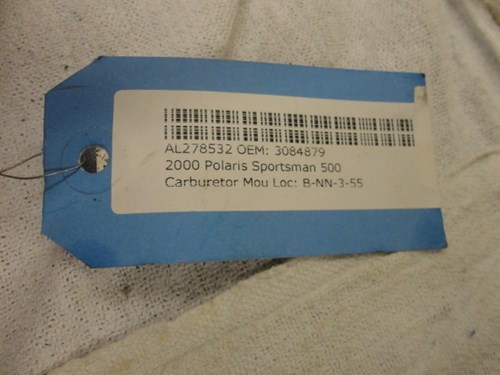 AL278532 OEM: 3084879
2000 Polaris Sportsman 500
Carburetor Mou Loc: B-NN-3-55